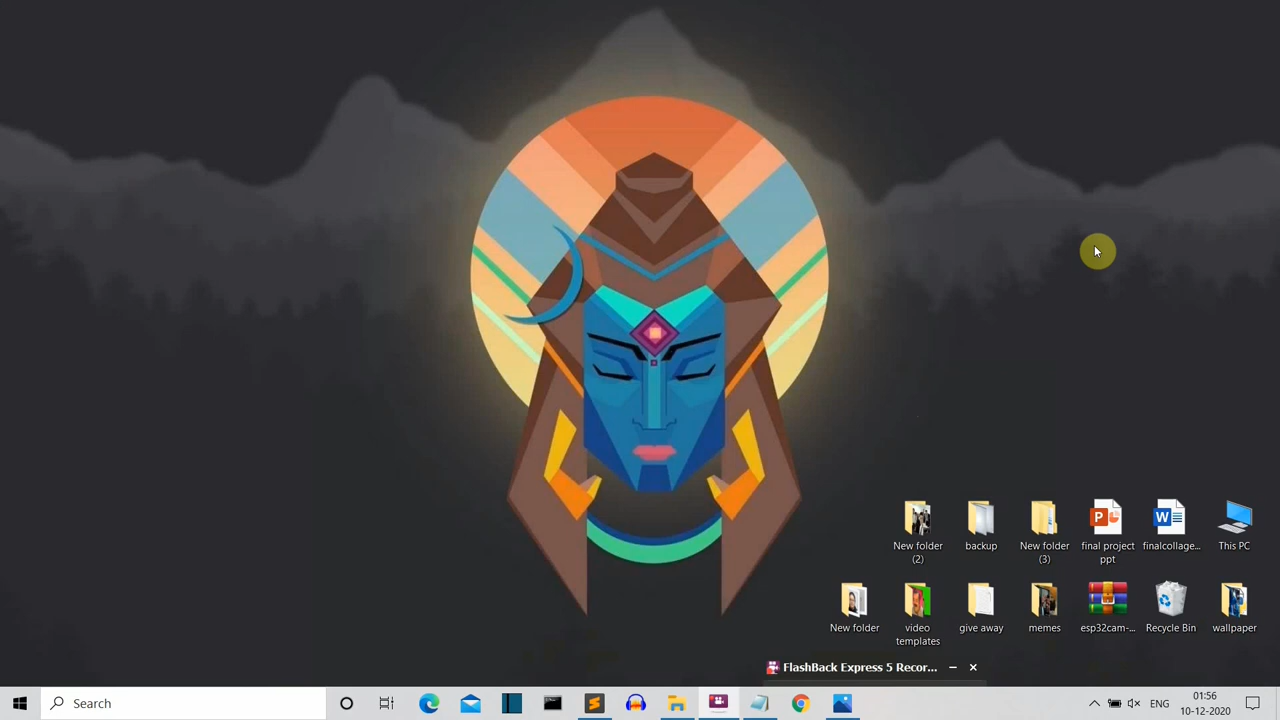 New folder
(2)
backup
New folder
(3)
final project
ppt
finalcollage...
This PC
New folder
video
templates
give away
memes
esp32cam-...
Recycle Bin
wallpaper
FlashBack Express 5 Recor...
Search
ENG
01:56
10-12-2020